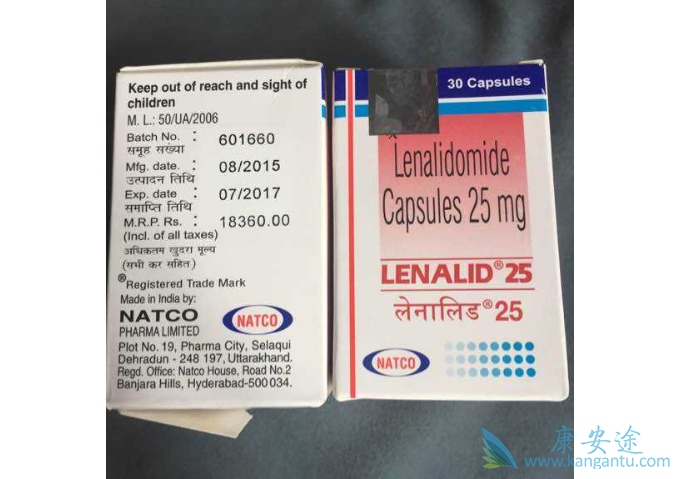 Keep out of reach and sight of
children
M. L.: 50/UA/2006
Batch No. : 601660
समूह संख्या
Mfg. date. : 08/2015
उत्पादन तिथि
Exp. date : 07/2017
समाप्ति तिथि
M.R.P. Rs. : 18360.00
(Incl. of all taxes)
अधिकतम खुदरा मूल्य
(सभी कर सहित)
®Registered Trade Mark
Made in India by:
NATCO
PHARMA LIMITED
NATCO
Plot No. 19, Pharma City, Selaqui
Dehradun - 248 197, Uttarakhand.
Regd. Office: Natco House, Road No.2
Banjara Hills, Hyderabad-500 034.
30 Capsules
Lenalidomide
Capsules 25 mg
LENALID® 25
लेनालिड® 25
NATCO
康安途
www.kangantu.com